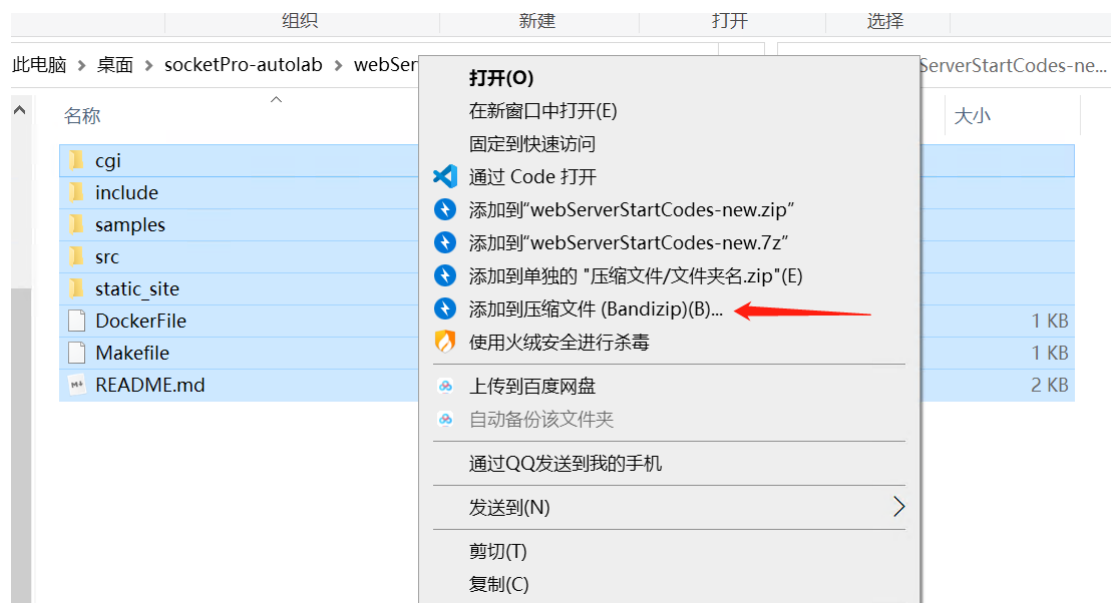 组织 新建 打开 选择
此电脑 > 桌面 > socketPro-autolab > webSer
ServerStartCodes-ne...
名称 大小
cgi
include
samples
src
static_site
DockerFile 1 KB
Makefile 1 KB
README.md 2 KB
打开(O)
在新窗口中打开(E)
固定到快速访问
通过 Code 打开
添加到“webServerStartCodes-new.zip”
添加到“webServerStartCodes-new.7z”
添加到单独的 "压缩文件/文件夹名.zip"(E)
添加到压缩文件 (Bandizip)(B)...
使用火绒安全进行杀毒
上传到百度网盘
自动备份该文件夹
通过QQ发送到我的手机
发送到(N)
剪切(T)
复制(C)